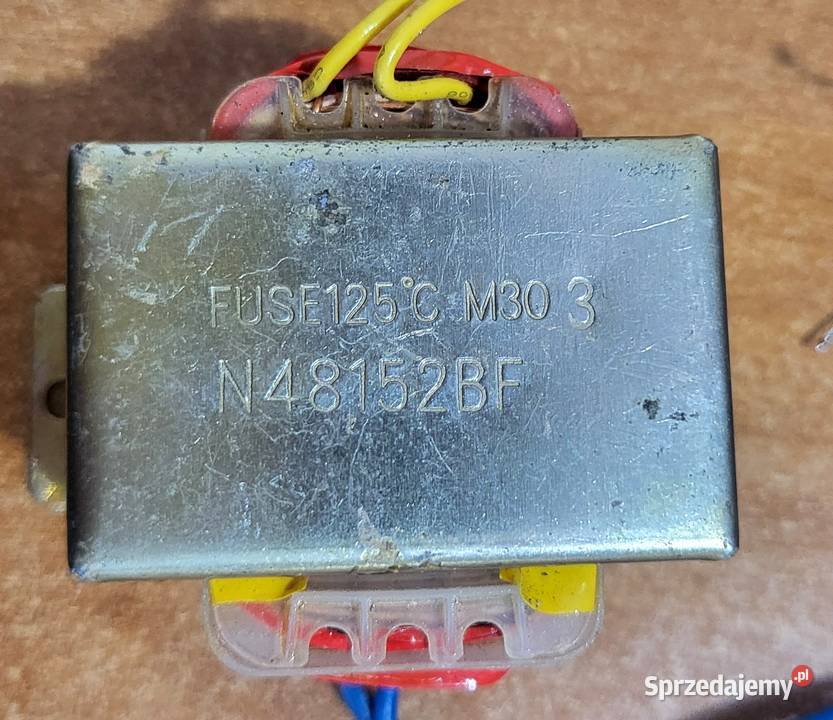 FUSE125°C M30 3
N48152BF
Sprzedajemy.pl